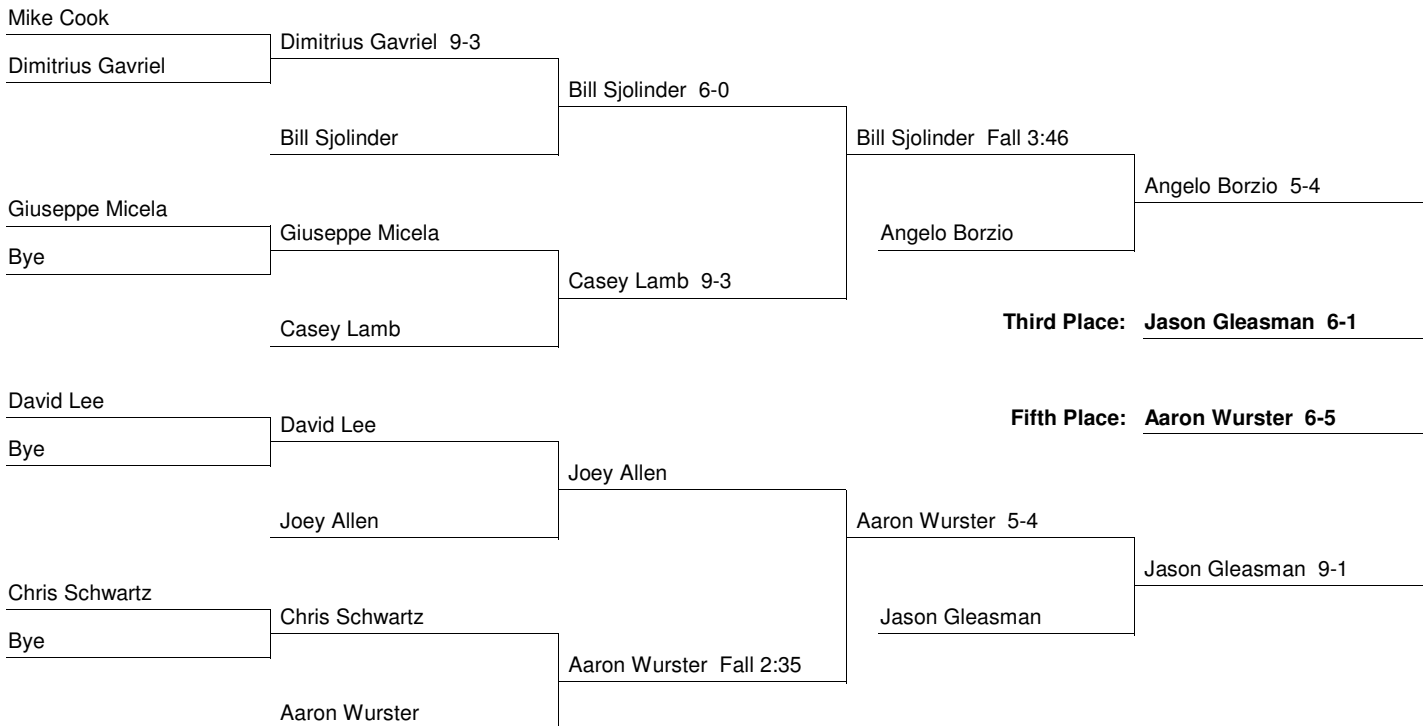 Mike Cook
Dimitrius Gavriel 9-3
Dimitrius Gavriel
Bill Sjolinder 6-0
Bill Sjolinder
Bill Sjolinder Fall 3:46
Angelo Borzio 5-4
Giuseppe Micela
Giuseppe Micela
Angelo Borzio
Bye
Casey Lamb 9-3
Casey Lamb
Third Place: Jason Gleasman 6-1
David Lee
David Lee
Fifth Place: Aaron Wurster 6-5
Bye
Joey Allen
Joey Allen
Aaron Wurster 5-4
Jason Gleasman 9-1
Chris Schwartz
Chris Schwartz
Jason Gleasman
Bye
Aaron Wurster Fall 2:35
Aaron Wurster